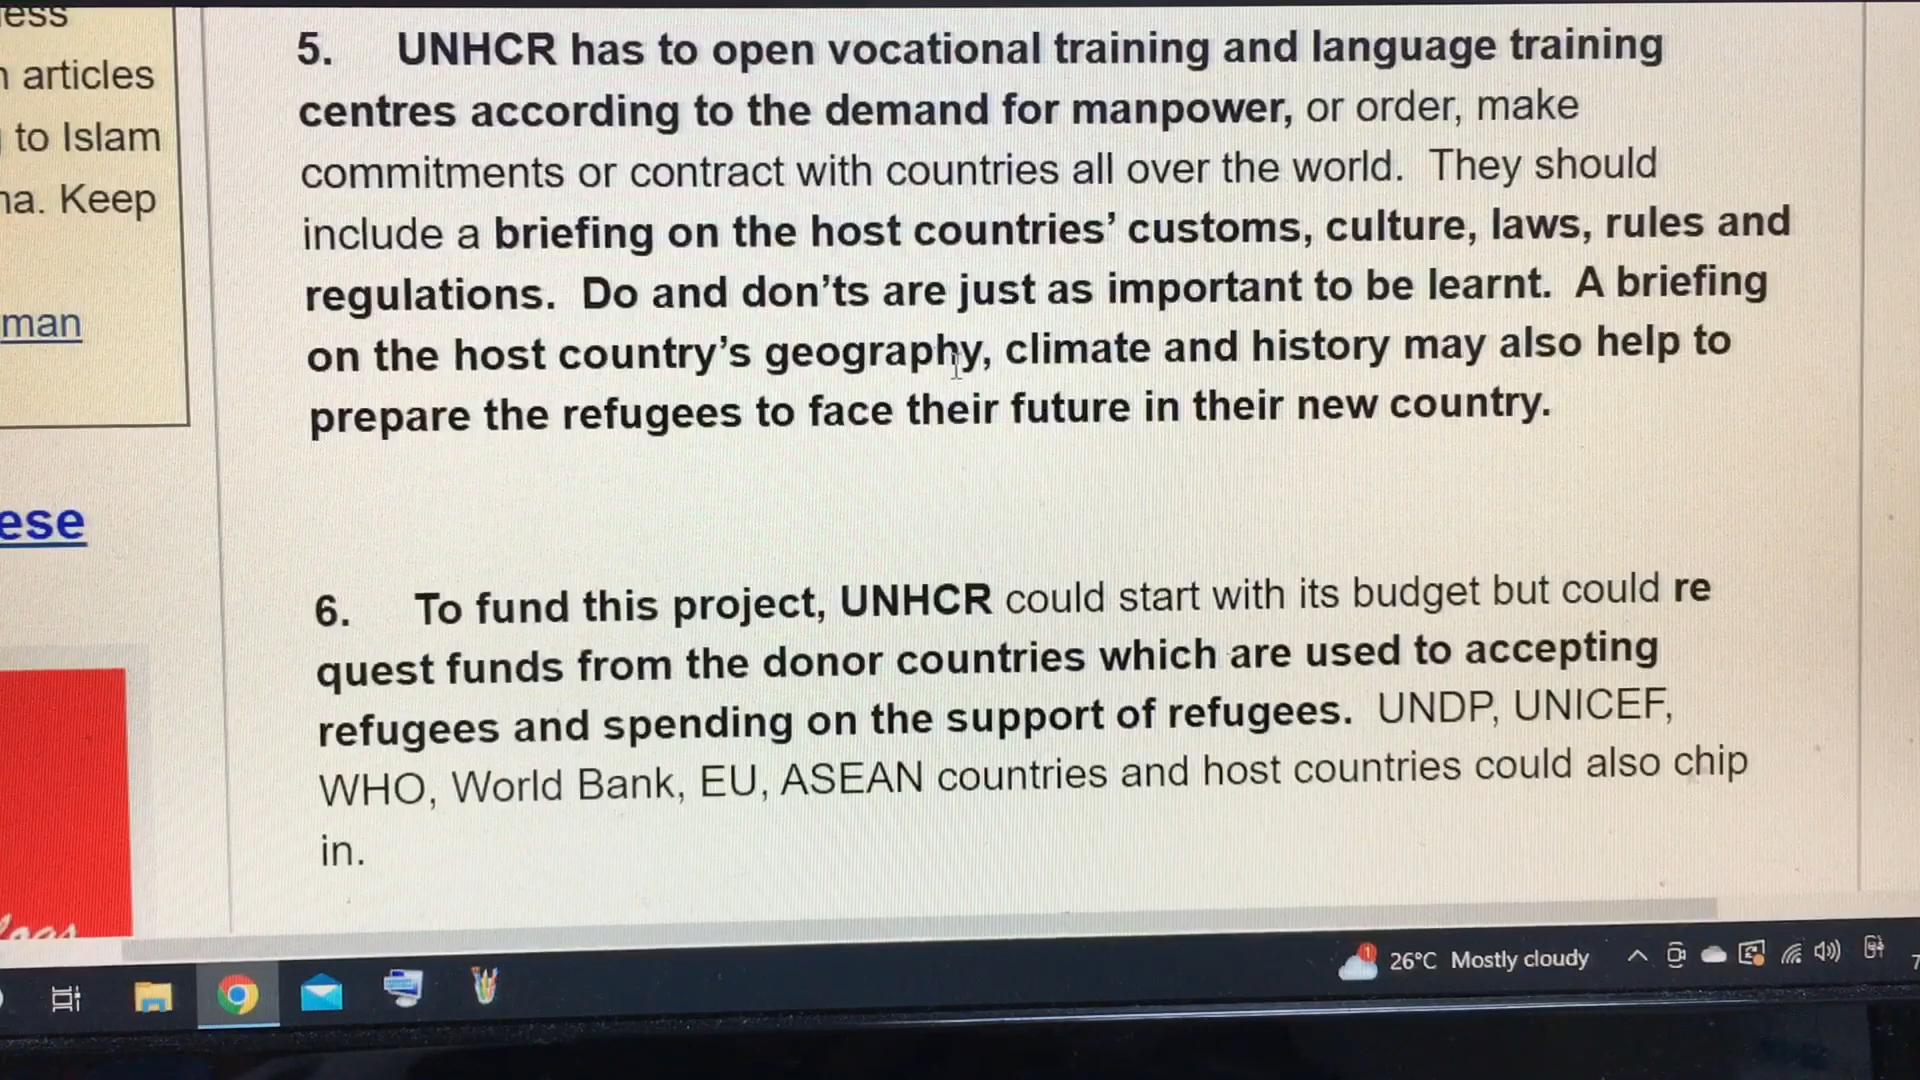 ess
articles
to Islam
na. Keep
man
ese
5. UNHCR has to open vocational training and language training
centres according to the demand for manpower, or order, make
commitments or contract with countries all over the world. They should
include a briefing on the host countries’ customs, culture, laws, rules and
regulations. Do and don’ts are just as important to be learnt. A briefing
on the host country’s geography, climate and history may also help to
prepare the refugees to face their future in their new country.
6. To fund this project, UNHCR could start with its budget but could re
quest funds from the donor countries which are used to accepting
refugees and spending on the support of refugees. UNDP, UNICEF,
WHO, World Bank, EU, ASEAN countries and host countries could also chip
in.
26°C Mostly cloudy